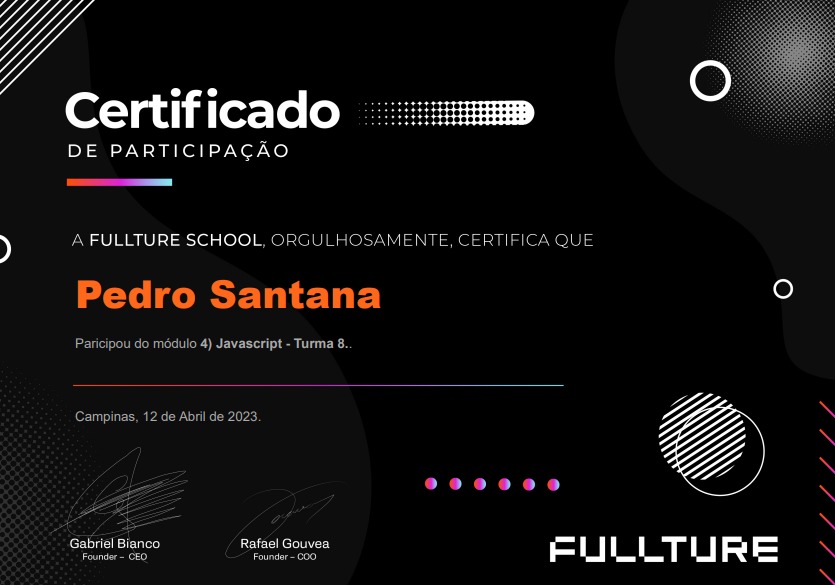 Certificado
DE PARTICIPAÇÃO
A FULLTURE SCHOOL, ORGULHOSAMENTE, CERTIFICA QUE
Pedro Santana
Paricipou do módulo 4) Javascript - Turma 8..
Campinas, 12 de Abril de 2023.
Gabriel Bianco
Founder – CEO
Rafael Gouvea
Founder – COO
FULLTURE